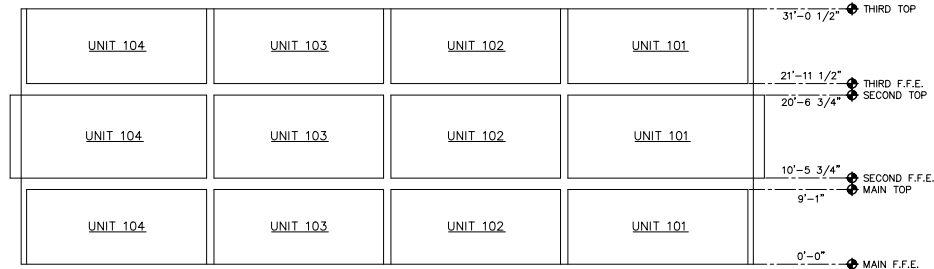 31'-0 1/2" THIRD TOP
UNIT 104 UNIT 103 UNIT 102 UNIT 101
21'-11 1/2" THIRD F.F.E.
20'-6 3/4" SECOND TOP
UNIT 104 UNIT 103 UNIT 102 UNIT 101
10'-5 3/4" SECOND F.F.E.
9'-1" MAIN TOP
UNIT 104 UNIT 103 UNIT 102 UNIT 101
0'-0" MAIN F.F.E.